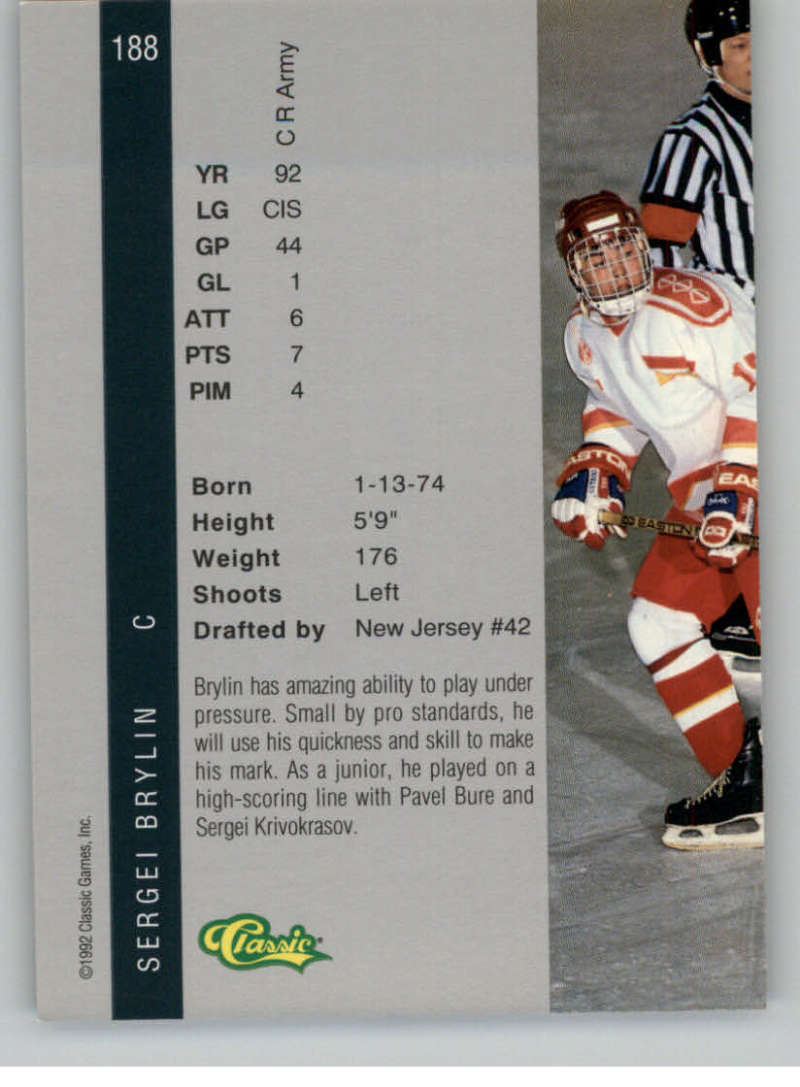 188
C R Army
YR 92
LG CIS
GP 44
GL 1
ATT 6
PTS 7
PIM 4
Born 1-13-74
Height 5'9"
Weight 176
Shoots Left
Drafted by New Jersey #42
Brylin has amazing ability to play under
pressure. Small by pro standards, he
will use his quickness and skill to make
his mark. As a junior, he played on a
high-scoring line with Pavel Bure and
Sergei Krivokrasov.
SERGEI BRYLIN C
©1992 Classic Games, Inc.
Classic
EASTON